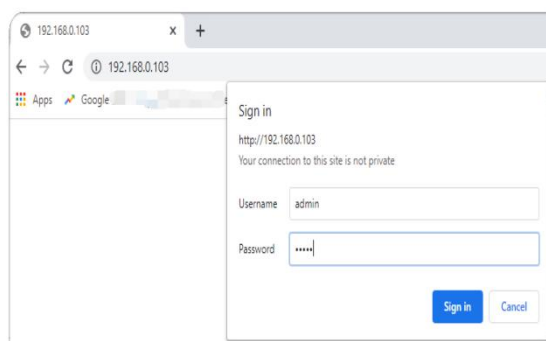 192.168.0.103
192.168.0.103
Apps Google
Sign in
http://192.168.0.103
Your connection to this site is not private
Username admin
Password •••••
Sign in Cancel